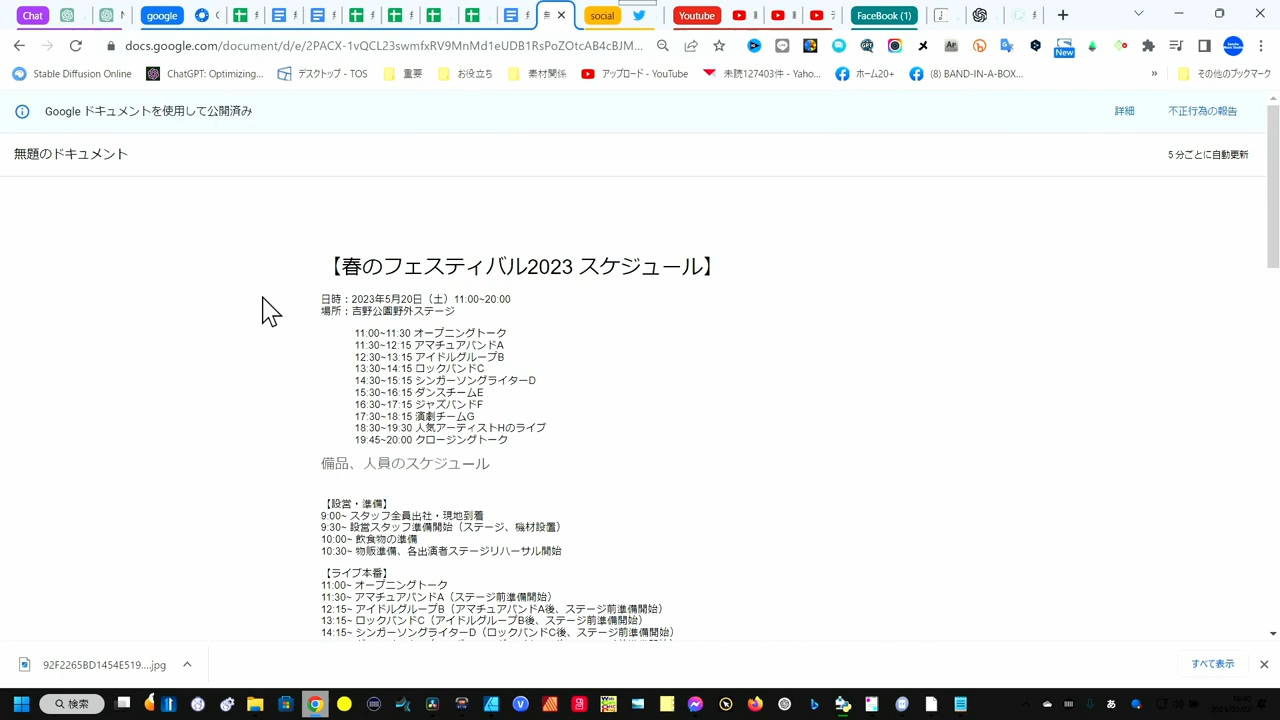 Chat
google
social
Youtube
FaceBook (1)
docs.google.com/document/d/e/2PACX-1vQCL23swmfxRV9MnMd1eUDB1RsPoZOtcAB4cBJM...
New
Stable Diffusion Online
ChatGPT: Optimizing...
デスクトップ - TOS
重要
お役立ち
素材関係
アップロード - YouTube
未読127403件 - Yaho...
ホーム20+
(8) BAND-IN-A-BOX...
»
その他のブックマーク
Google ドキュメントを使用して公開済み
詳細
不正行為の報告
無題のドキュメント
5 分ごとに自動更新
【春のフェスティバル2023 スケジュール】
日時：2023年5月20日（土）11:00~20:00
場所：吉野公園野外ステージ
11:00~11:30 オープニングトーク
11:30~12:15 アマチュアバンドA
12:30~13:15 アイドルグループB
13:30~14:15 ロックバンドC
14:30~15:15 シンガーソングライターD
15:30~16:15 ダンスチームE
16:30~17:15 ジャズバンドF
17:30~18:15 演劇チームG
18:30~19:30 人気アーティストHのライブ
19:45~20:00 クロージングトーク
備品、人員のスケジュール
【設営・準備】
9:00~ スタッフ全員出社・現地到着
9:30~ 設営スタッフ準備開始（ステージ、機材設置）
10:00~ 飲食物の準備
10:30~ 物販準備、各出演者ステージリハーサル開始
【ライブ本番】
11:00~ オープニングトーク
11:30~ アマチュアバンドA（ステージ前準備開始）
12:15~ アイドルグループB（アマチュアバンドA後、ステージ前準備開始）
13:15~ ロックバンドC（アイドルグループB後、ステージ前準備開始）
14:15~ シンガーソングライターD（ロックバンドC後、ステージ前準備開始）
92F2265BD1454E519....jpg
すべて表示
検索
あ